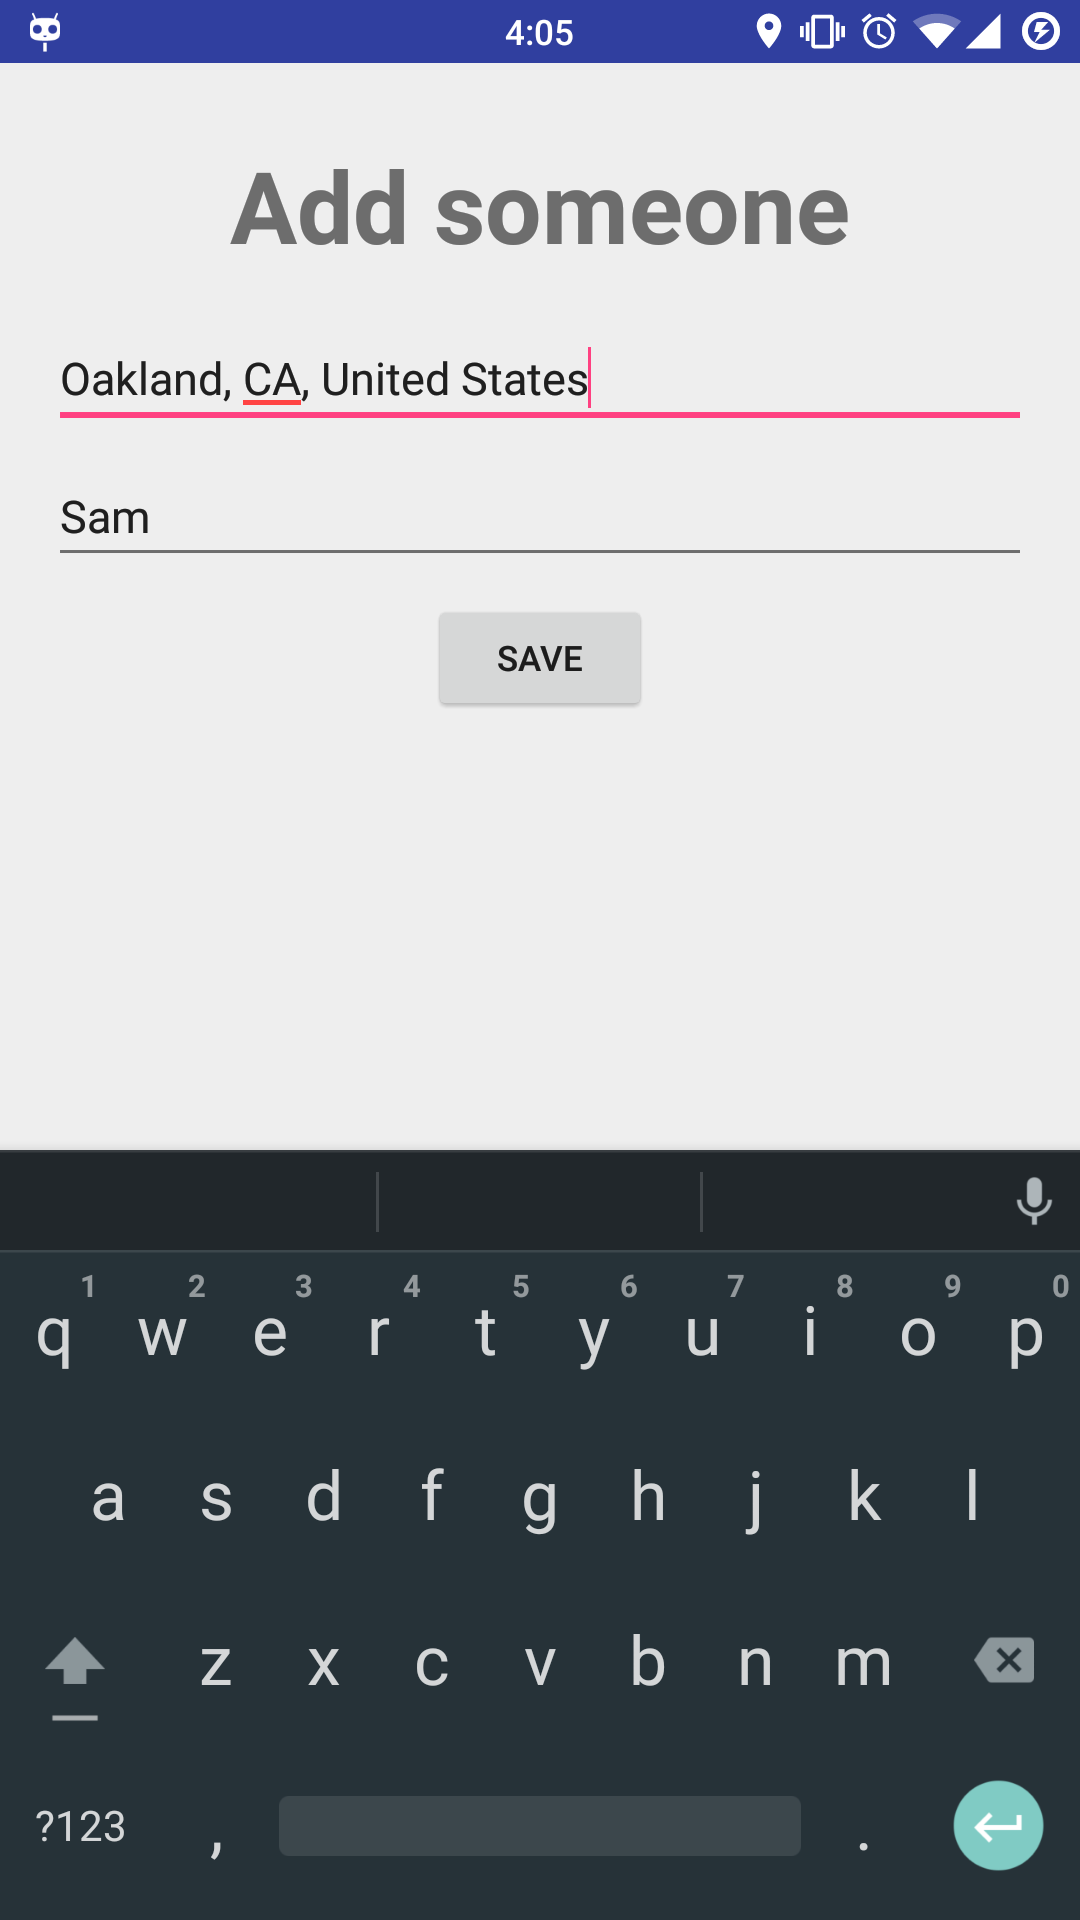 4:05
Add someone
Oakland, CA, United States
Sam
SAVE
1 2 3 4 5 6 7 8 9 0
q w e r t y u i o p
a s d f g h j k l
z x c v b n m
?123 , .